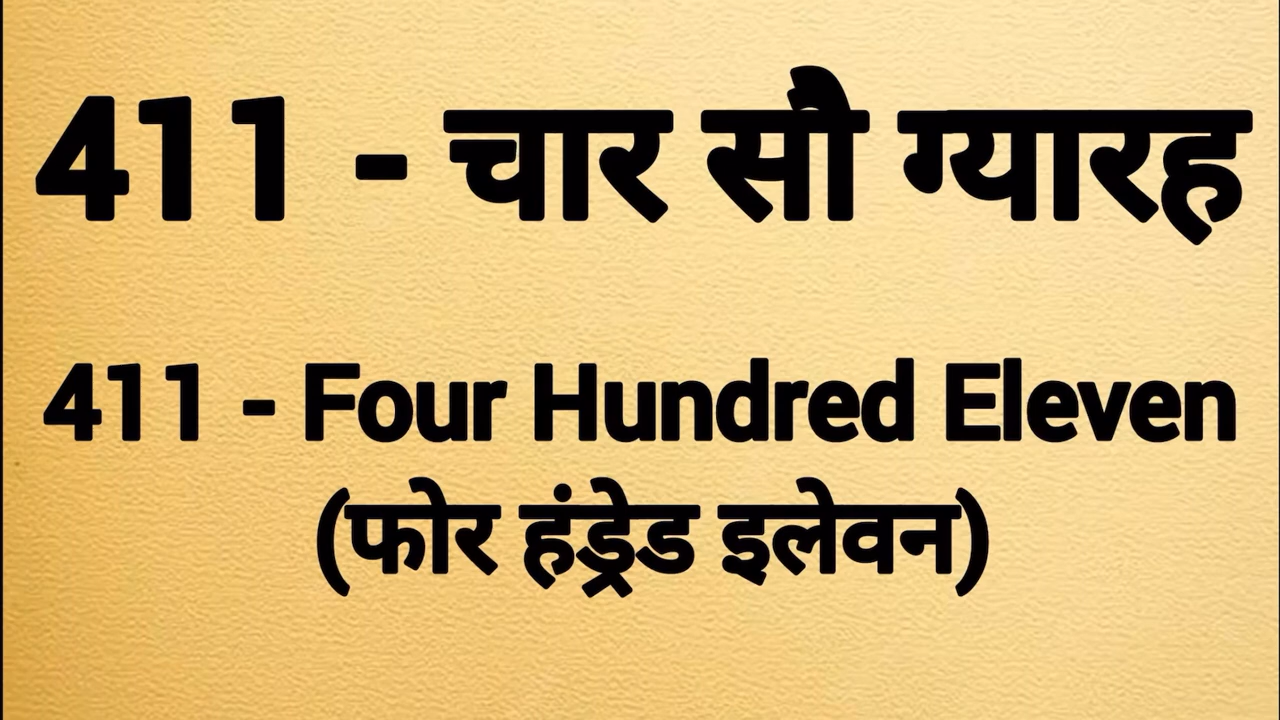 411 - चार सौ ग्यारह
411 - Four Hundred Eleven
(फोर हंड्रेड इलेवन)